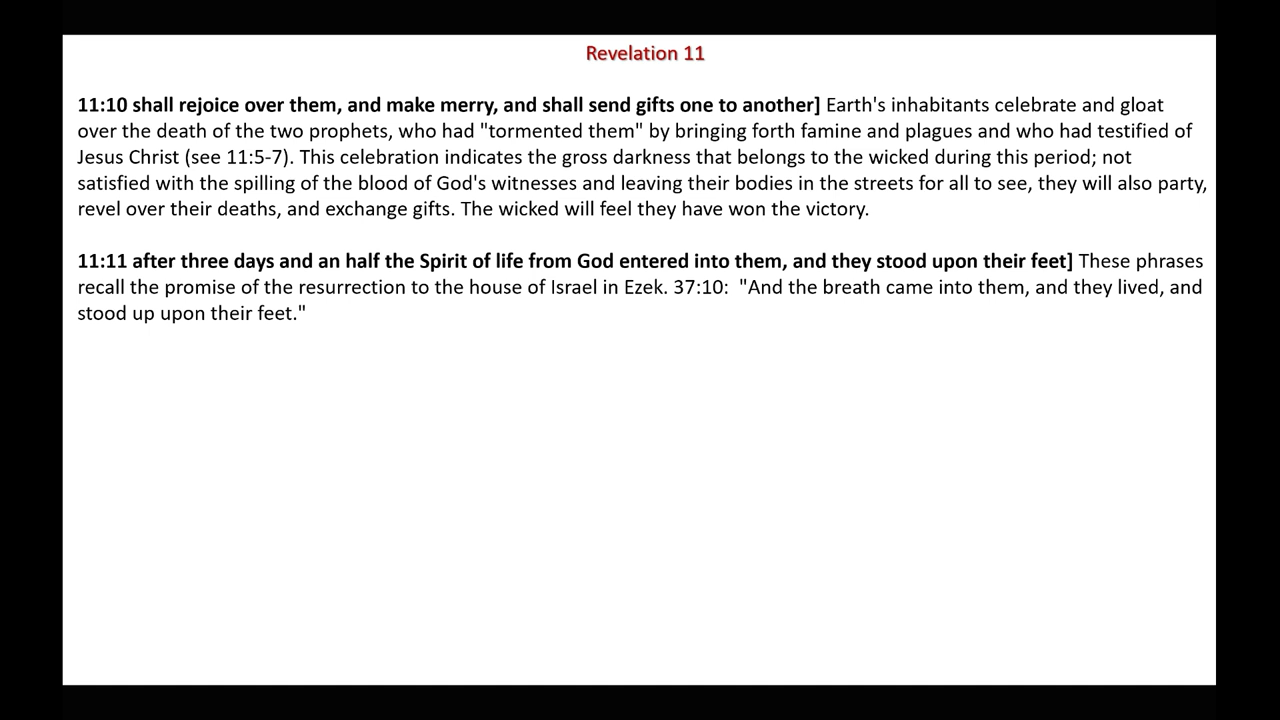 Revelation 11
11:10 shall rejoice over them, and make merry, and shall send gifts one to another] Earth's inhabitants celebrate and gloat
over the death of the two prophets, who had "tormented them" by bringing forth famine and plagues and who had testified of
Jesus Christ (see 11:5-7). This celebration indicates the gross darkness that belongs to the wicked during this period; not
satisfied with the spilling of the blood of God's witnesses and leaving their bodies in the streets for all to see, they will also party,
revel over their deaths, and exchange gifts. The wicked will feel they have won the victory.
11:11 after three days and an half the Spirit of life from God entered into them, and they stood upon their feet] These phrases
recall the promise of the resurrection to the house of Israel in Ezek. 37:10:  "And the breath came into them, and they lived, and
stood up upon their feet."